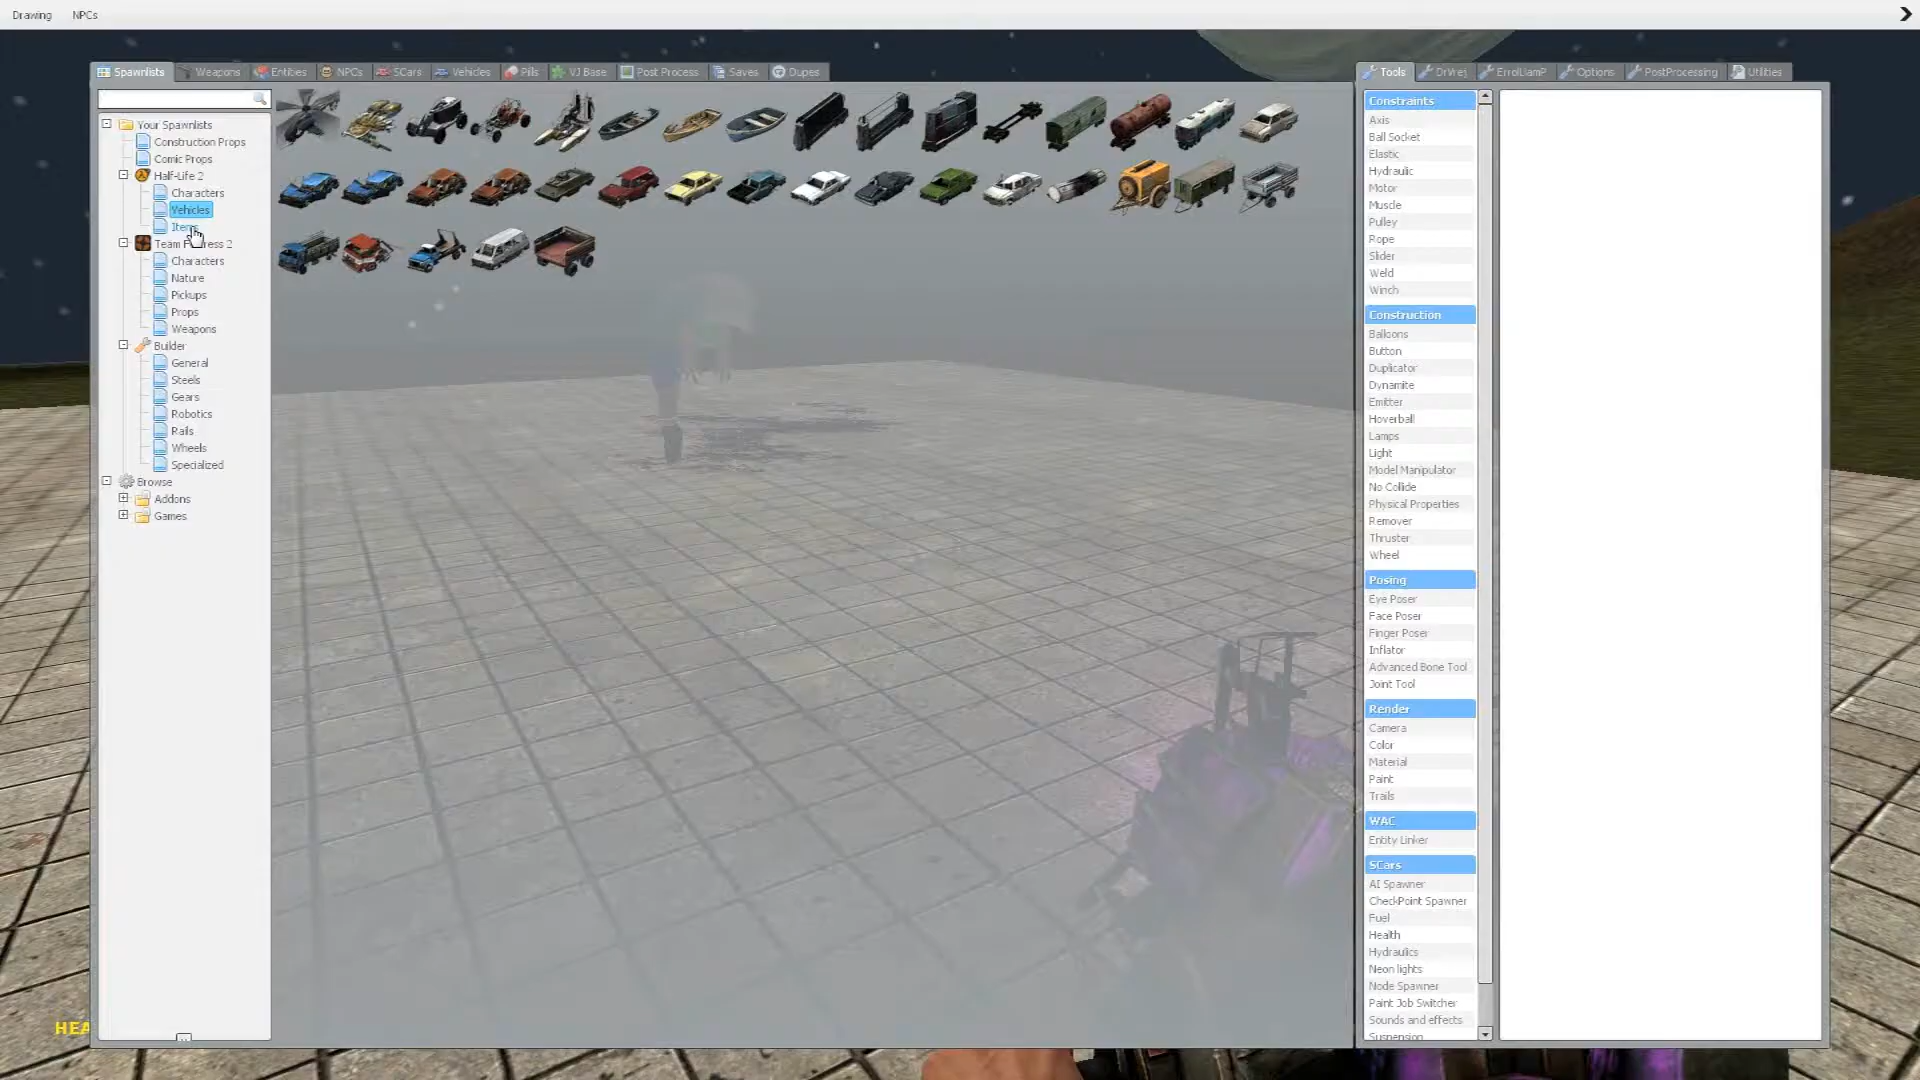 Drawing NPCs
Spawnlists Weapons Entities NPCs SCars Vehicles Pills VJ Base Post Process Saves Dupes
Your Spawnlists
Construction Props
Comic Props
Half-Life 2
Characters
Vehicles
Items
Team Fortress 2
Characters
Nature
Pickups
Props
Weapons
Builder
General
Steels
Gears
Robotics
Rails
Wheels
Specialized
Browse
Addons
Games
HEA
Tools DrVrej Options PostProcessing Utilities
Constraints
Axis
Ball Socket
Elastic
Hydraulic
Motor
Muscle
Pulley
Rope
Slider
Weld
Winch
Construction
Balloons
Button
Duplicator
Dynamite
Emitter
Hoverball
Lamps
Light
Model Manipulator
No Collide
Physical Properties
Remover
Thruster
Wheel
Posing
Eye Poser
Face Poser
Finger Poser
Inflator
Advanced Bone Tool
Joint Tool
Render
Camera
Color
Material
Paint
Trails
WAC
Entity Linker
SCars
AI Spawner
CheckPoint Spawner
Fuel
Health
Hydraulics
Neon lights
Node Spawner
Paint Job Switcher
Sounds and effects
Suspension